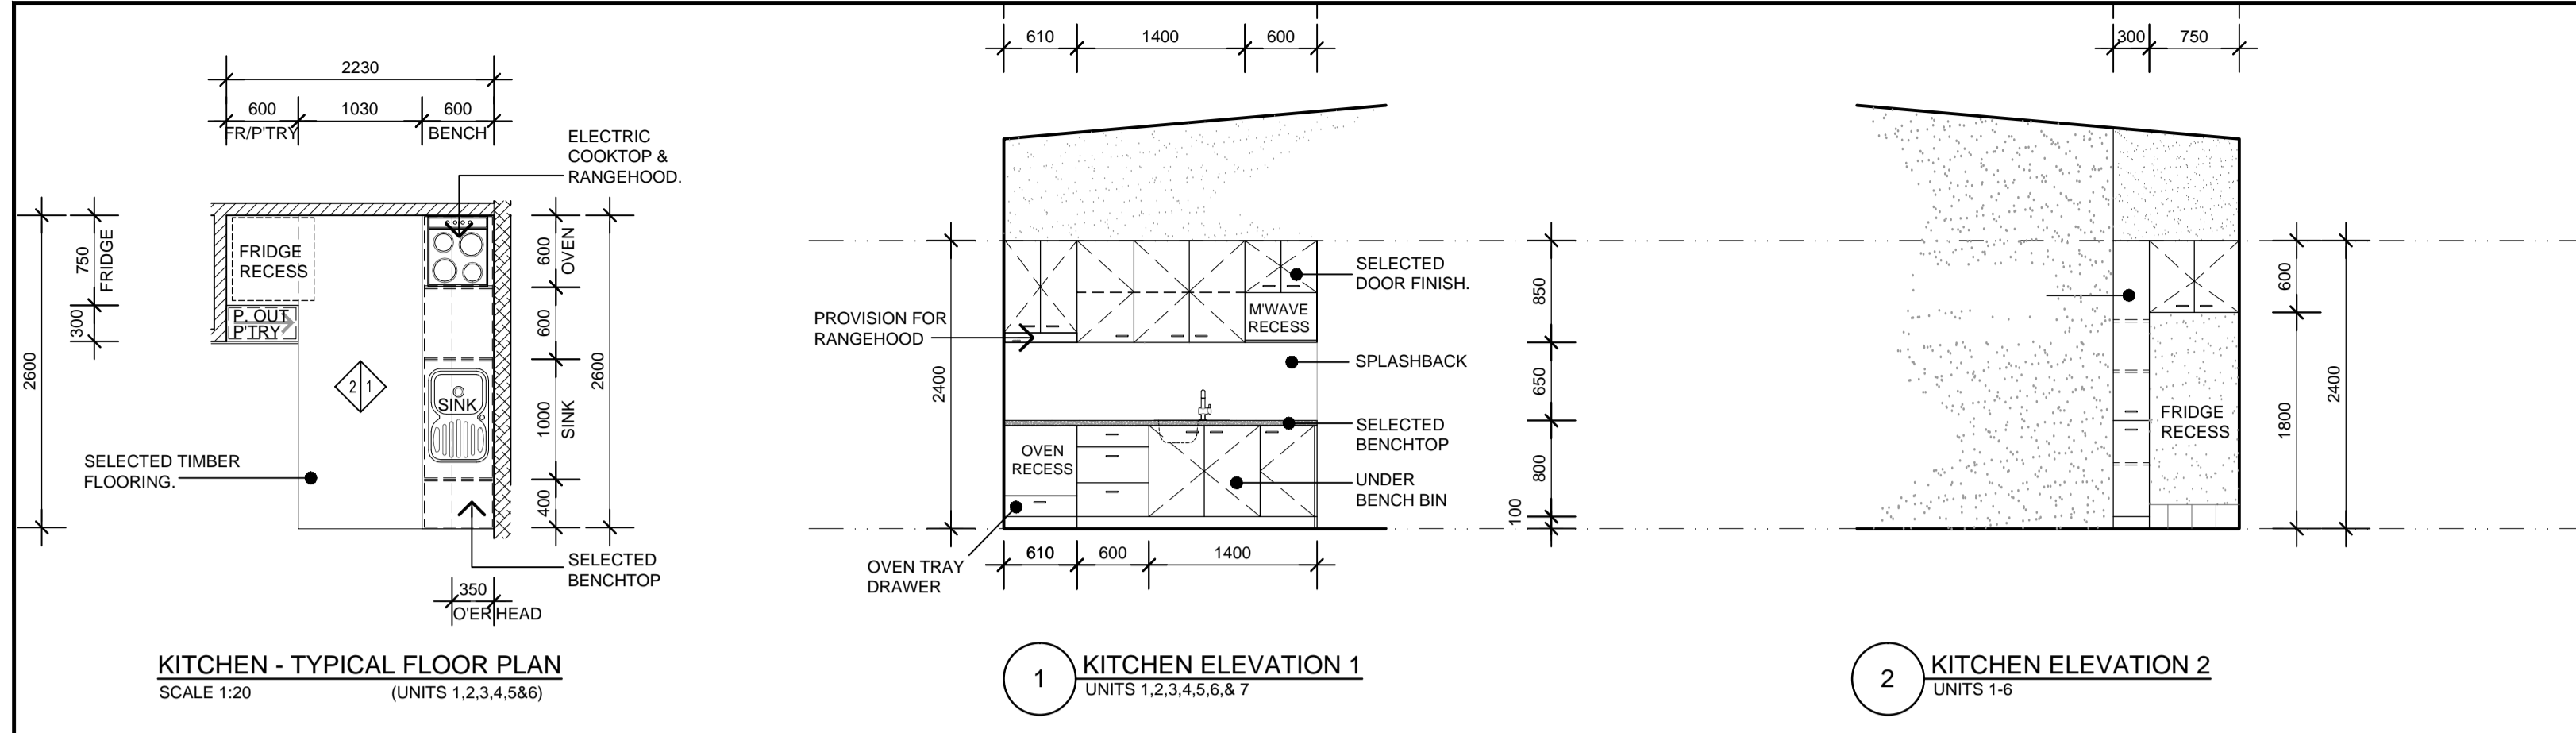 2230
600
1030
600
FR/P'TRY
BENCH
ELECTRIC
COOKTOP &
RANGEHOOD.
2600
750
FRIDGE
300
FRIDGE
RECESS
P. OUT
P'TRY
2
1
SINK
600
OVEN
600
1000
SINK
400
2600
SELECTED TIMBER
FLOORING.
SELECTED
BENCHTOP
350
O'ER HEAD
KITCHEN - TYPICAL FLOOR PLAN
SCALE 1:20
(UNITS 1,2,3,4,5&6)
610
1400
600
2400
PROVISION FOR
RANGEHOOD
M'WAVE
RECESS
SELECTED
DOOR FINISH.
SPLASHBACK
SELECTED
BENCHTOP
UNDER
BENCH BIN
OVEN
RECESS
OVEN TRAY
DRAWER
850
650
800
100
610
600
1400
1
KITCHEN ELEVATION 1
UNITS 1,2,3,4,5,6,& 7
300
750
FRIDGE
RECESS
600
1800
2400
2
KITCHEN ELEVATION 2
UNITS 1-6